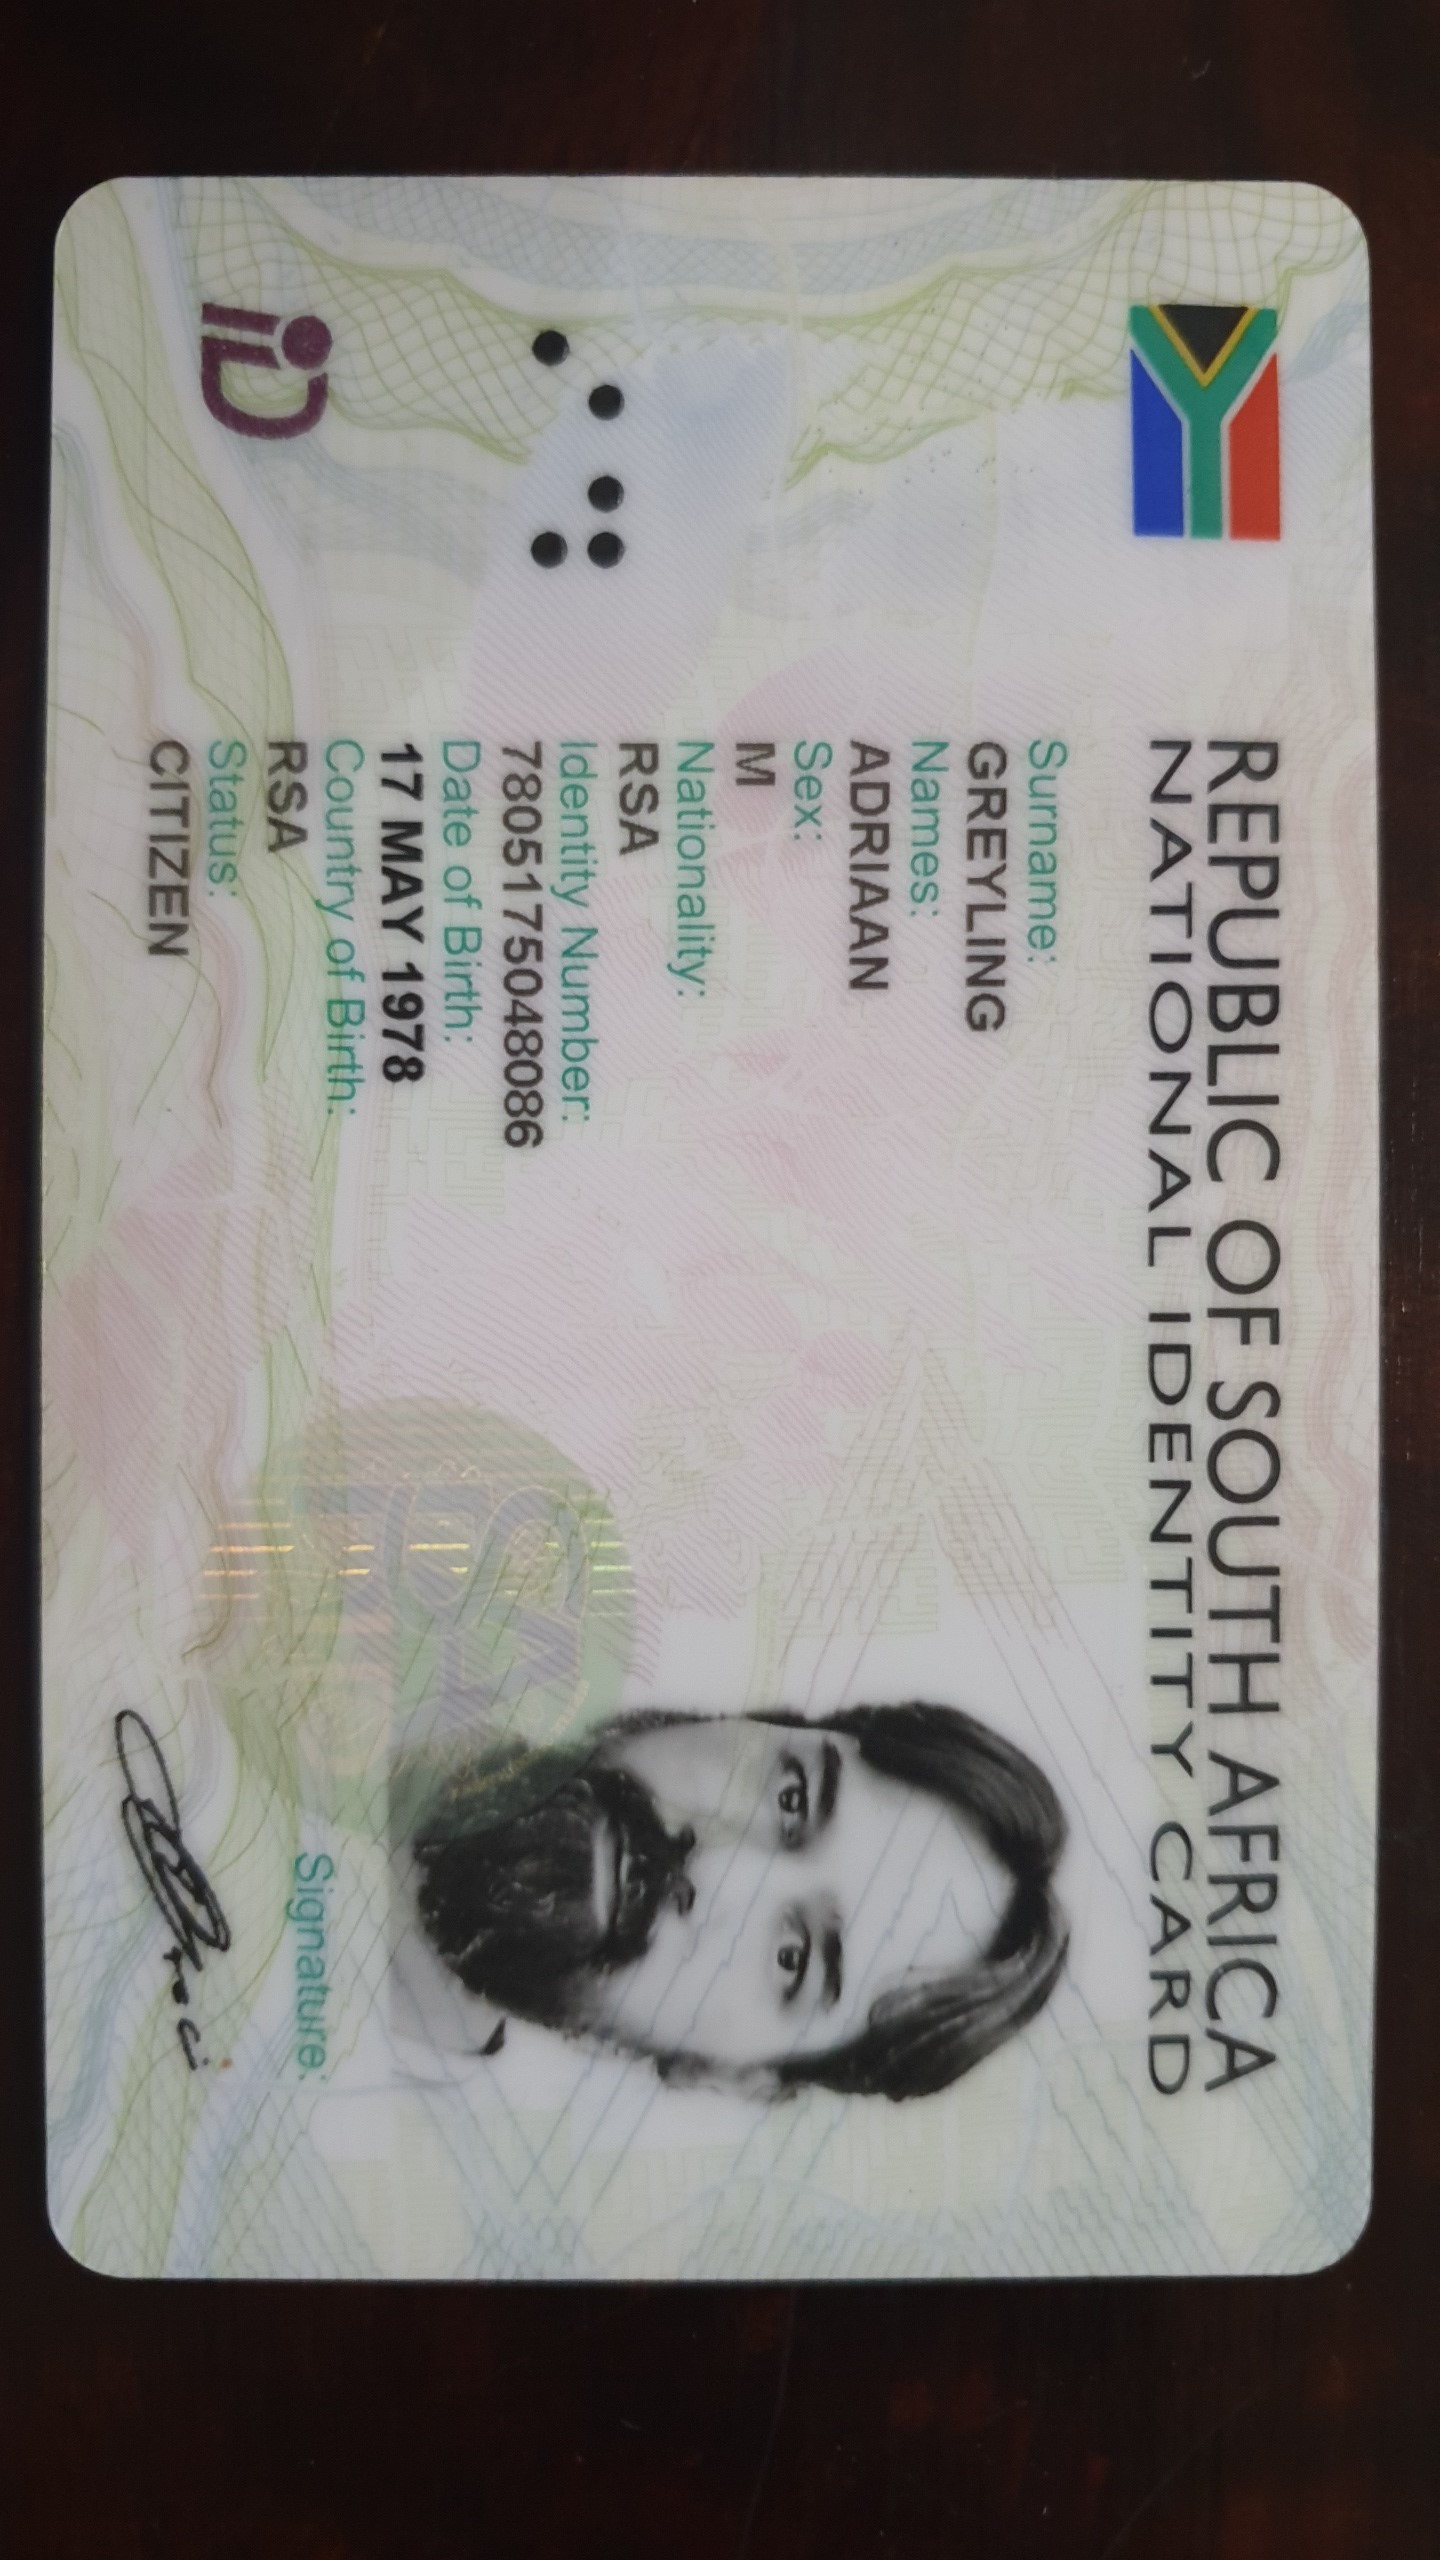 REPUBLIC OF SOUTH AFRICA
NATIONAL IDENTITY CARD
Surname:
GREYLING
Names:
ADRIAAN
Sex:
M
Nationality:
RSA
Identity Number:
7805175048086
Date of Birth:
17 MAY 1978
Country of Birth:
RSA
Status:
CITIZEN
Signature:
iD